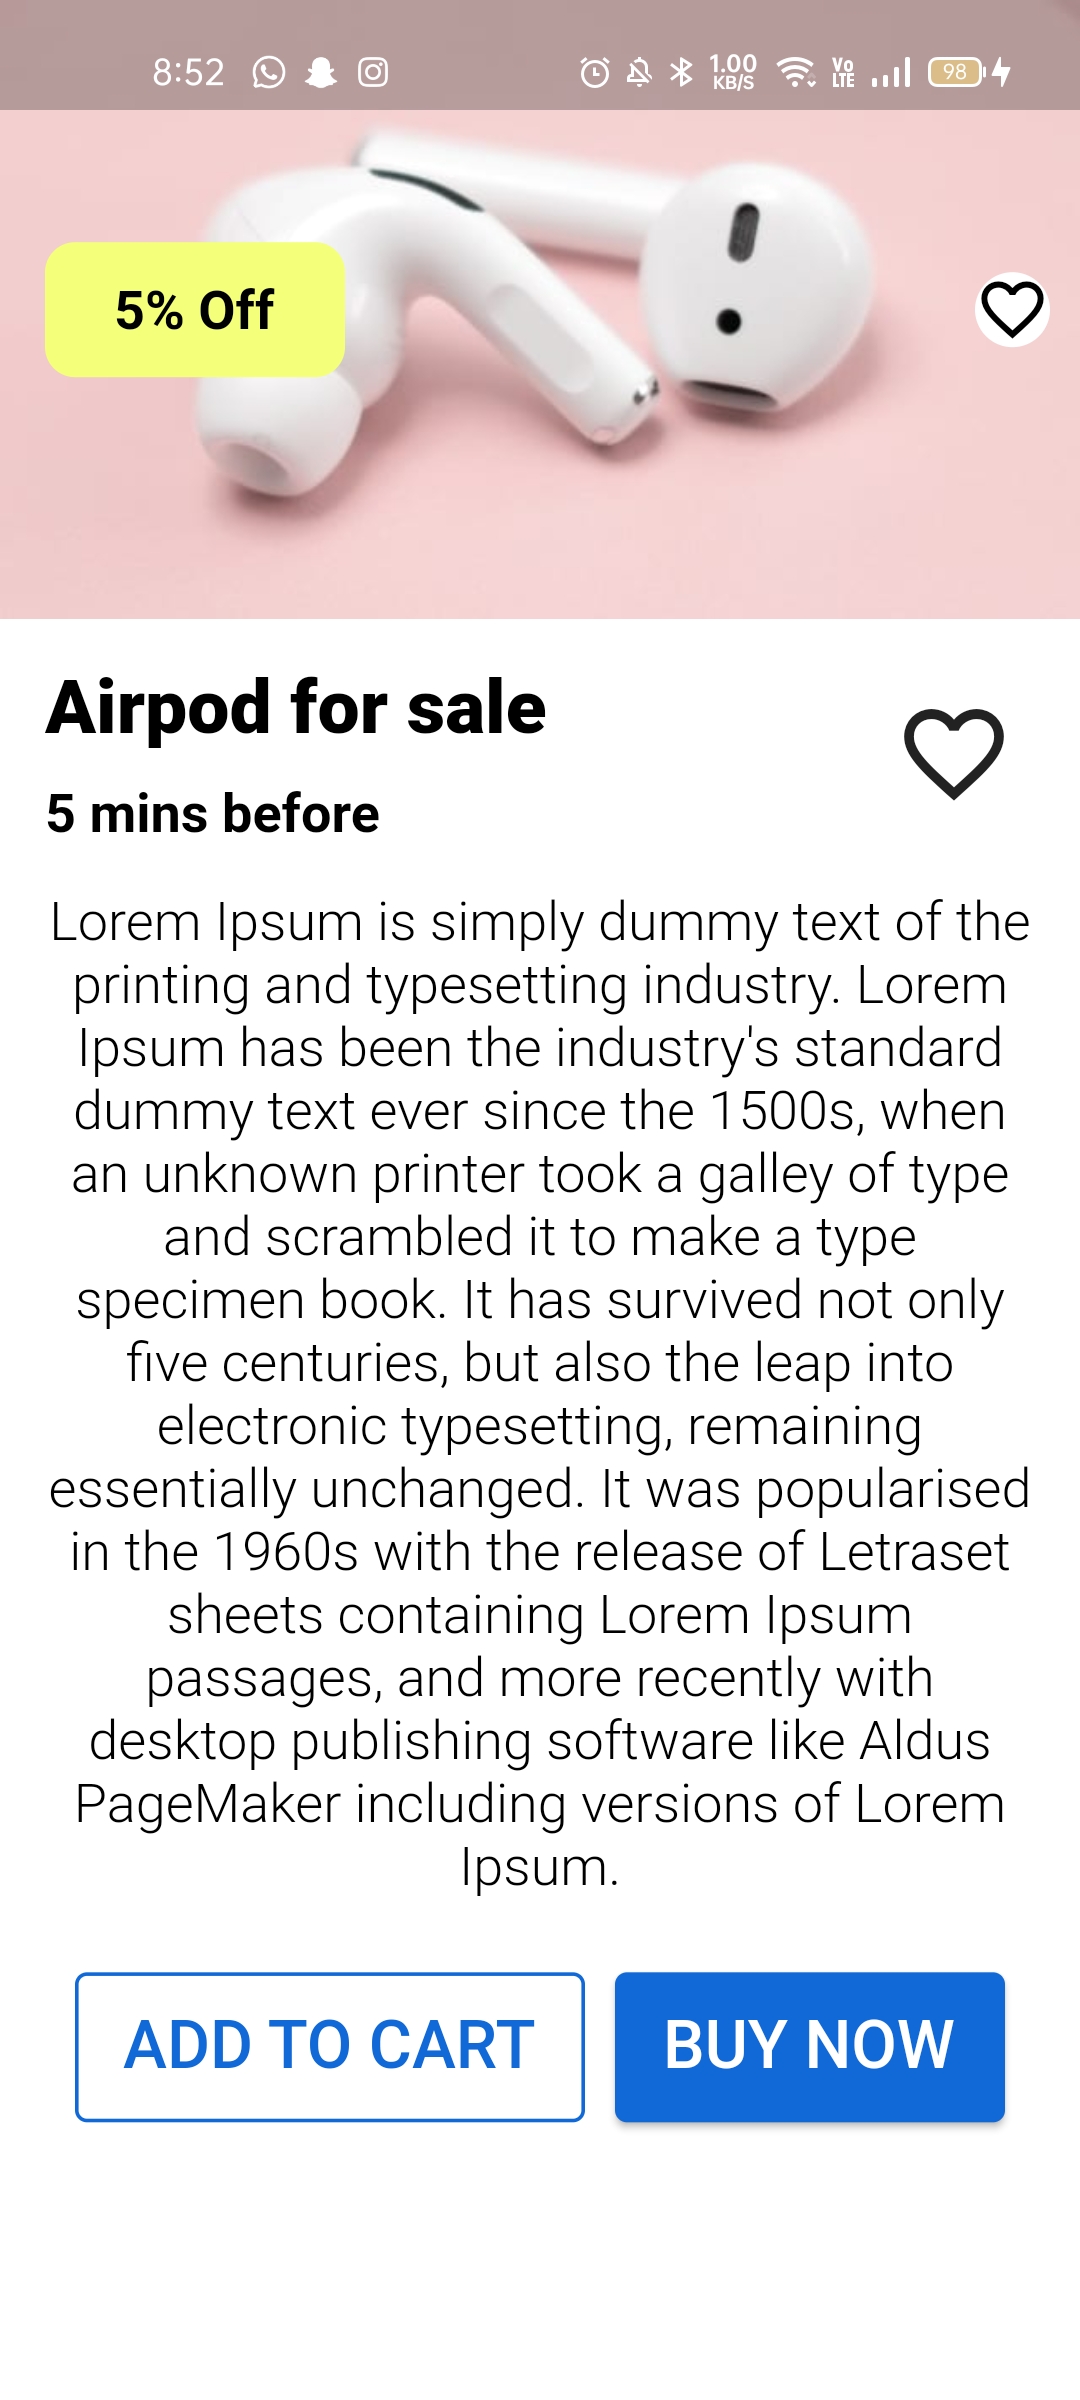 8:52
1.00
KB/S
Vo
LTE
98
5% Off
Airpod for sale
5 mins before
Lorem Ipsum is simply dummy text of the
printing and typesetting industry. Lorem
Ipsum has been the industry's standard
dummy text ever since the 1500s, when
an unknown printer took a galley of type
and scrambled it to make a type
specimen book. It has survived not only
five centuries, but also the leap into
electronic typesetting, remaining
essentially unchanged. It was popularised
in the 1960s with the release of Letraset
sheets containing Lorem Ipsum
passages, and more recently with
desktop publishing software like Aldus
PageMaker including versions of Lorem
Ipsum.
ADD TO CART
BUY NOW